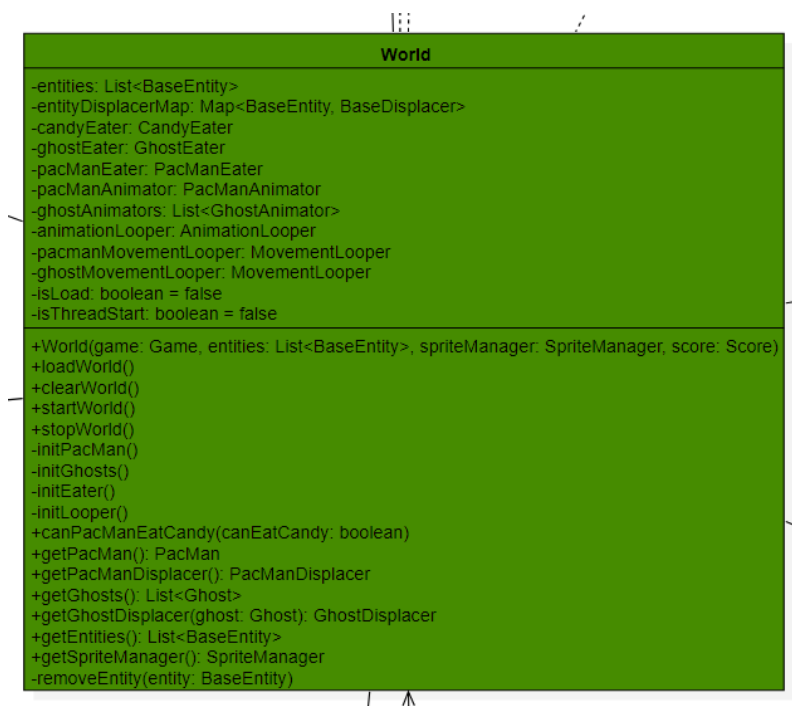 World
-entities: List<BaseEntity>
-entityDisplacerMap: Map<BaseEntity, BaseDisplacer>
-candyEater: CandyEater
-ghostEater: GhostEater
-pacManEater: PacManEater
-pacManAnimator: PacManAnimator
-ghostAnimators: List<GhostAnimator>
-animationLooper: AnimationLooper
-pacmanMovementLooper: MovementLooper
-ghostMovementLooper: MovementLooper
-isLoad: boolean = false
-isThreadStart: boolean = false
+World(game: Game, entities: List<BaseEntity>, spriteManager: SpriteManager, score: Score)
+loadWorld()
+clearWorld()
+startWorld()
+stopWorld()
-initPacMan()
-initGhosts()
-initEater()
-initLooper()
+canPacManEatCandy(canEatCandy: boolean)
+getPacMan(): PacMan
+getPacManDisplacer(): PacManDisplacer
+getGhosts(): List<Ghost>
+getGhostDisplacer(ghost: Ghost): GhostDisplacer
+getEntities(): List<BaseEntity>
+getSpriteManager(): SpriteManager
-removeEntity(entity: BaseEntity)